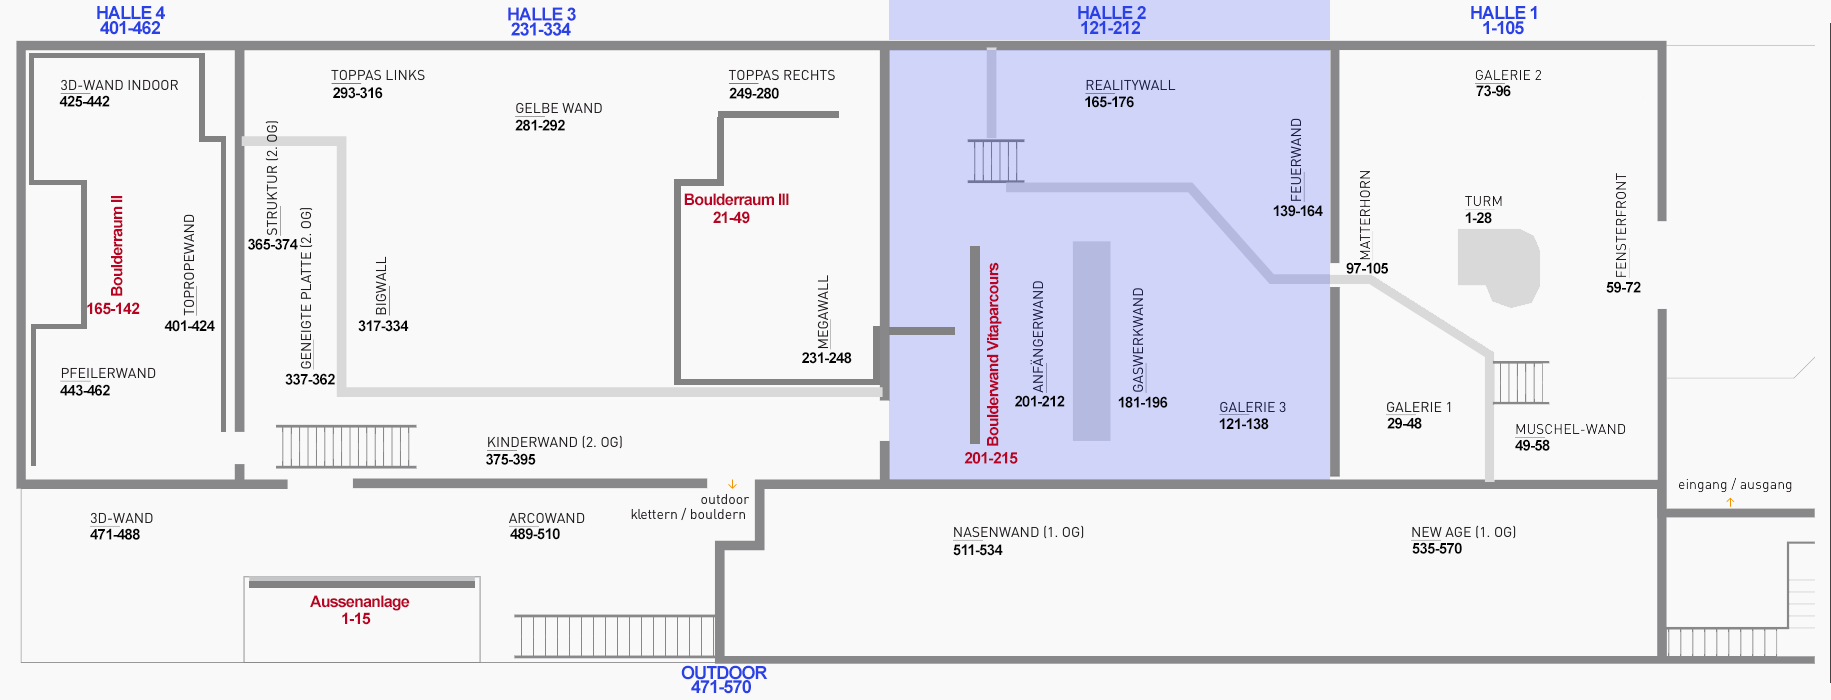 HALLE 4
401-462
HALLE 3
231-334
HALLE 2
121-212
HALLE 1
1-105
3D-WAND INDOOR
425-442
Boulderraum II
165-142
TOPROPEWAND
401-424
PFEILERWAND
443-462
TOPPAS LINKS
293-316
GELBE WAND
281-292
TOPPAS RECHTS
249-280
STRUKTUR (2. OG)
365-374
GENEIGTE PLATTE (2. OG)
337-362
BIGWALL
317-334
Boulderraum III
21-49
MEGAWALL
231-248
KINDERWAND (2. OG)
375-395
REALITYWALL
165-176
FEUERWAND
139-164
Boulderwand Vitaparcours
201-215
ANFÄNGERWAND
201-212
GASWERKWAND
181-196
GALERIE 3
121-138
GALERIE 2
73-96
MATTERHORN
97-105
TURM
1-28
FENSTERFRONT
59-72
GALERIE 1
29-48
MUSCHEL-WAND
49-58
eingang / ausgang
outdoor
klettern / bouldern
3D-WAND
471-488
ARCOWAND
489-510
NASENWAND (1. OG)
511-534
NEW AGE (1. OG)
535-570
Aussenanlage
1-15
OUTDOOR
471-570